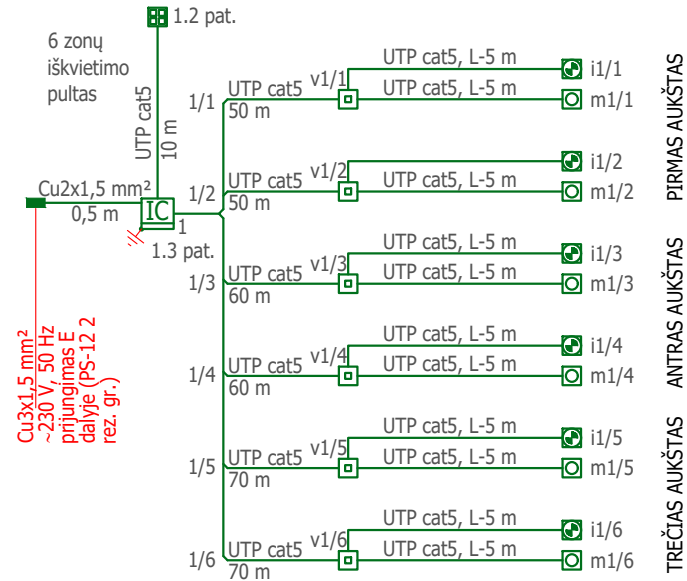 1.2 pat.
6 zonų
iškvietimo
pultas
UTP cat5
10 m
Cu2x1,5 mm²
0,5 m
IC
1
1.3 pat.
Cu3x1,5 mm²
~230 V, 50 Hz
prijungimas E
dalyje (PS-12 2
rez. gr.)
1/1
UTP cat5
50 m
v1/1
UTP cat5, L-5 m
i1/1
UTP cat5, L-5 m
m1/1
1/2
UTP cat5
50 m
v1/2
i1/2
UTP cat5, L-5 m
m1/2
PIRMAS AUKŠTAS
1/3
UTP cat5
60 m
v1/3
UTP cat5, L-5 m
i1/3
UTP cat5, L-5 m
m1/3
1/4
UTP cat5
60 m
v1/4
UTP cat5, L-5 m
i1/4
UTP cat5, L-5 m
m1/4
ANTRAS AUKŠTAS
1/5
UTP cat5
70 m
v1/5
UTP cat5, L-5 m
i1/5
UTP cat5, L-5 m
m1/5
1/6
UTP cat5
70 m
v1/6
UTP cat5, L-5 m
i1/6
UTP cat5, L-5 m
m1/6
TREČIAS AUKŠTAS